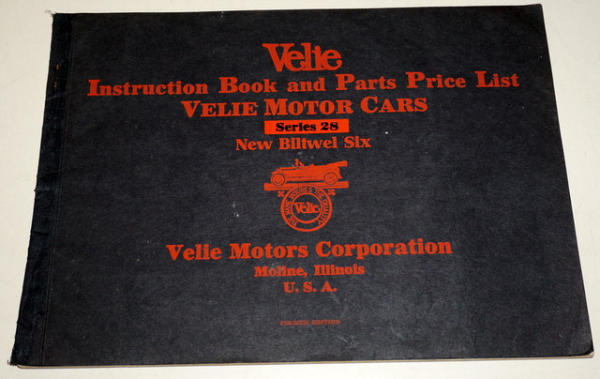 Velie
Instruction Book and Parts Price List
VELIE MOTOR CARS
Series 28
New Biltwel Six
Velie
Velie Motors Corporation
Moline, Illinois
U. S. A.
EDITION